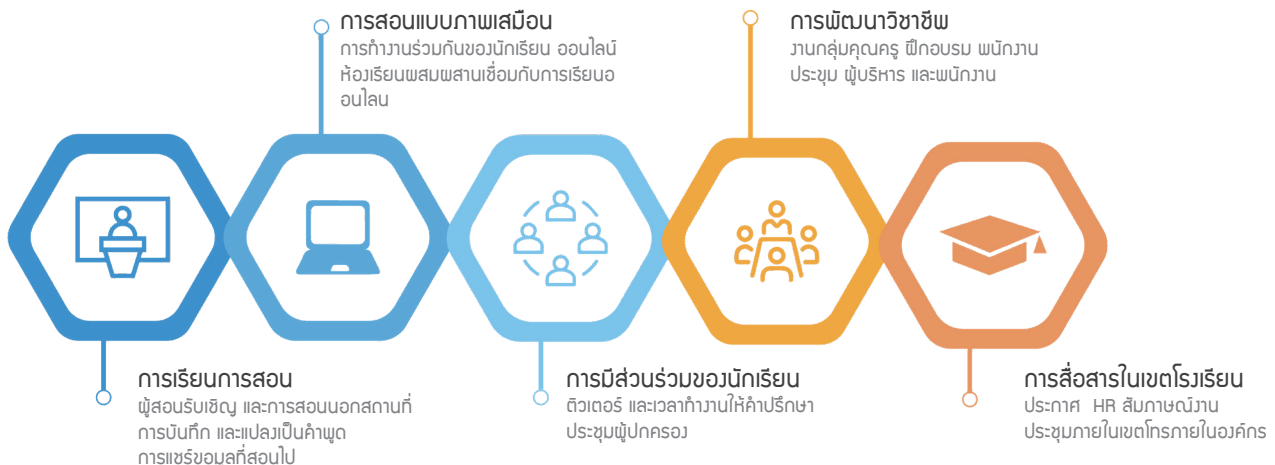 การสอนแบบภาพเสมือน
การทำงานร่วมกันของนักเรียน ออนไลน์
ห้องเรียนผสมผสานเชื่อมกับการเรียนอ
อนไลน
การพัฒนาวิชาชีพ
งานกลุ่มคุณครู ฝึกอบรม พนักงาน
ประชุม ผู้บริหาร และพนักงาน
การเรียนการสอน
ผู้สอนรับเชิญ และการสอนนอกสถานที่
การบันทึก และแปลงเป็นคำพูด
การแชร์ขอมูลที่สอนไป
การมีส่วนร่วมของนักเรียน
ติวเตอร์ และเวลาทำงานให้คำปรึกษา
ประชุมผู้ปกครอง
การสื่อสารในเขตโรงเรียน
ประกาศ HR สัมภาษณ์งาน
ประชุมภายในเขตโทรภายในองค์กร